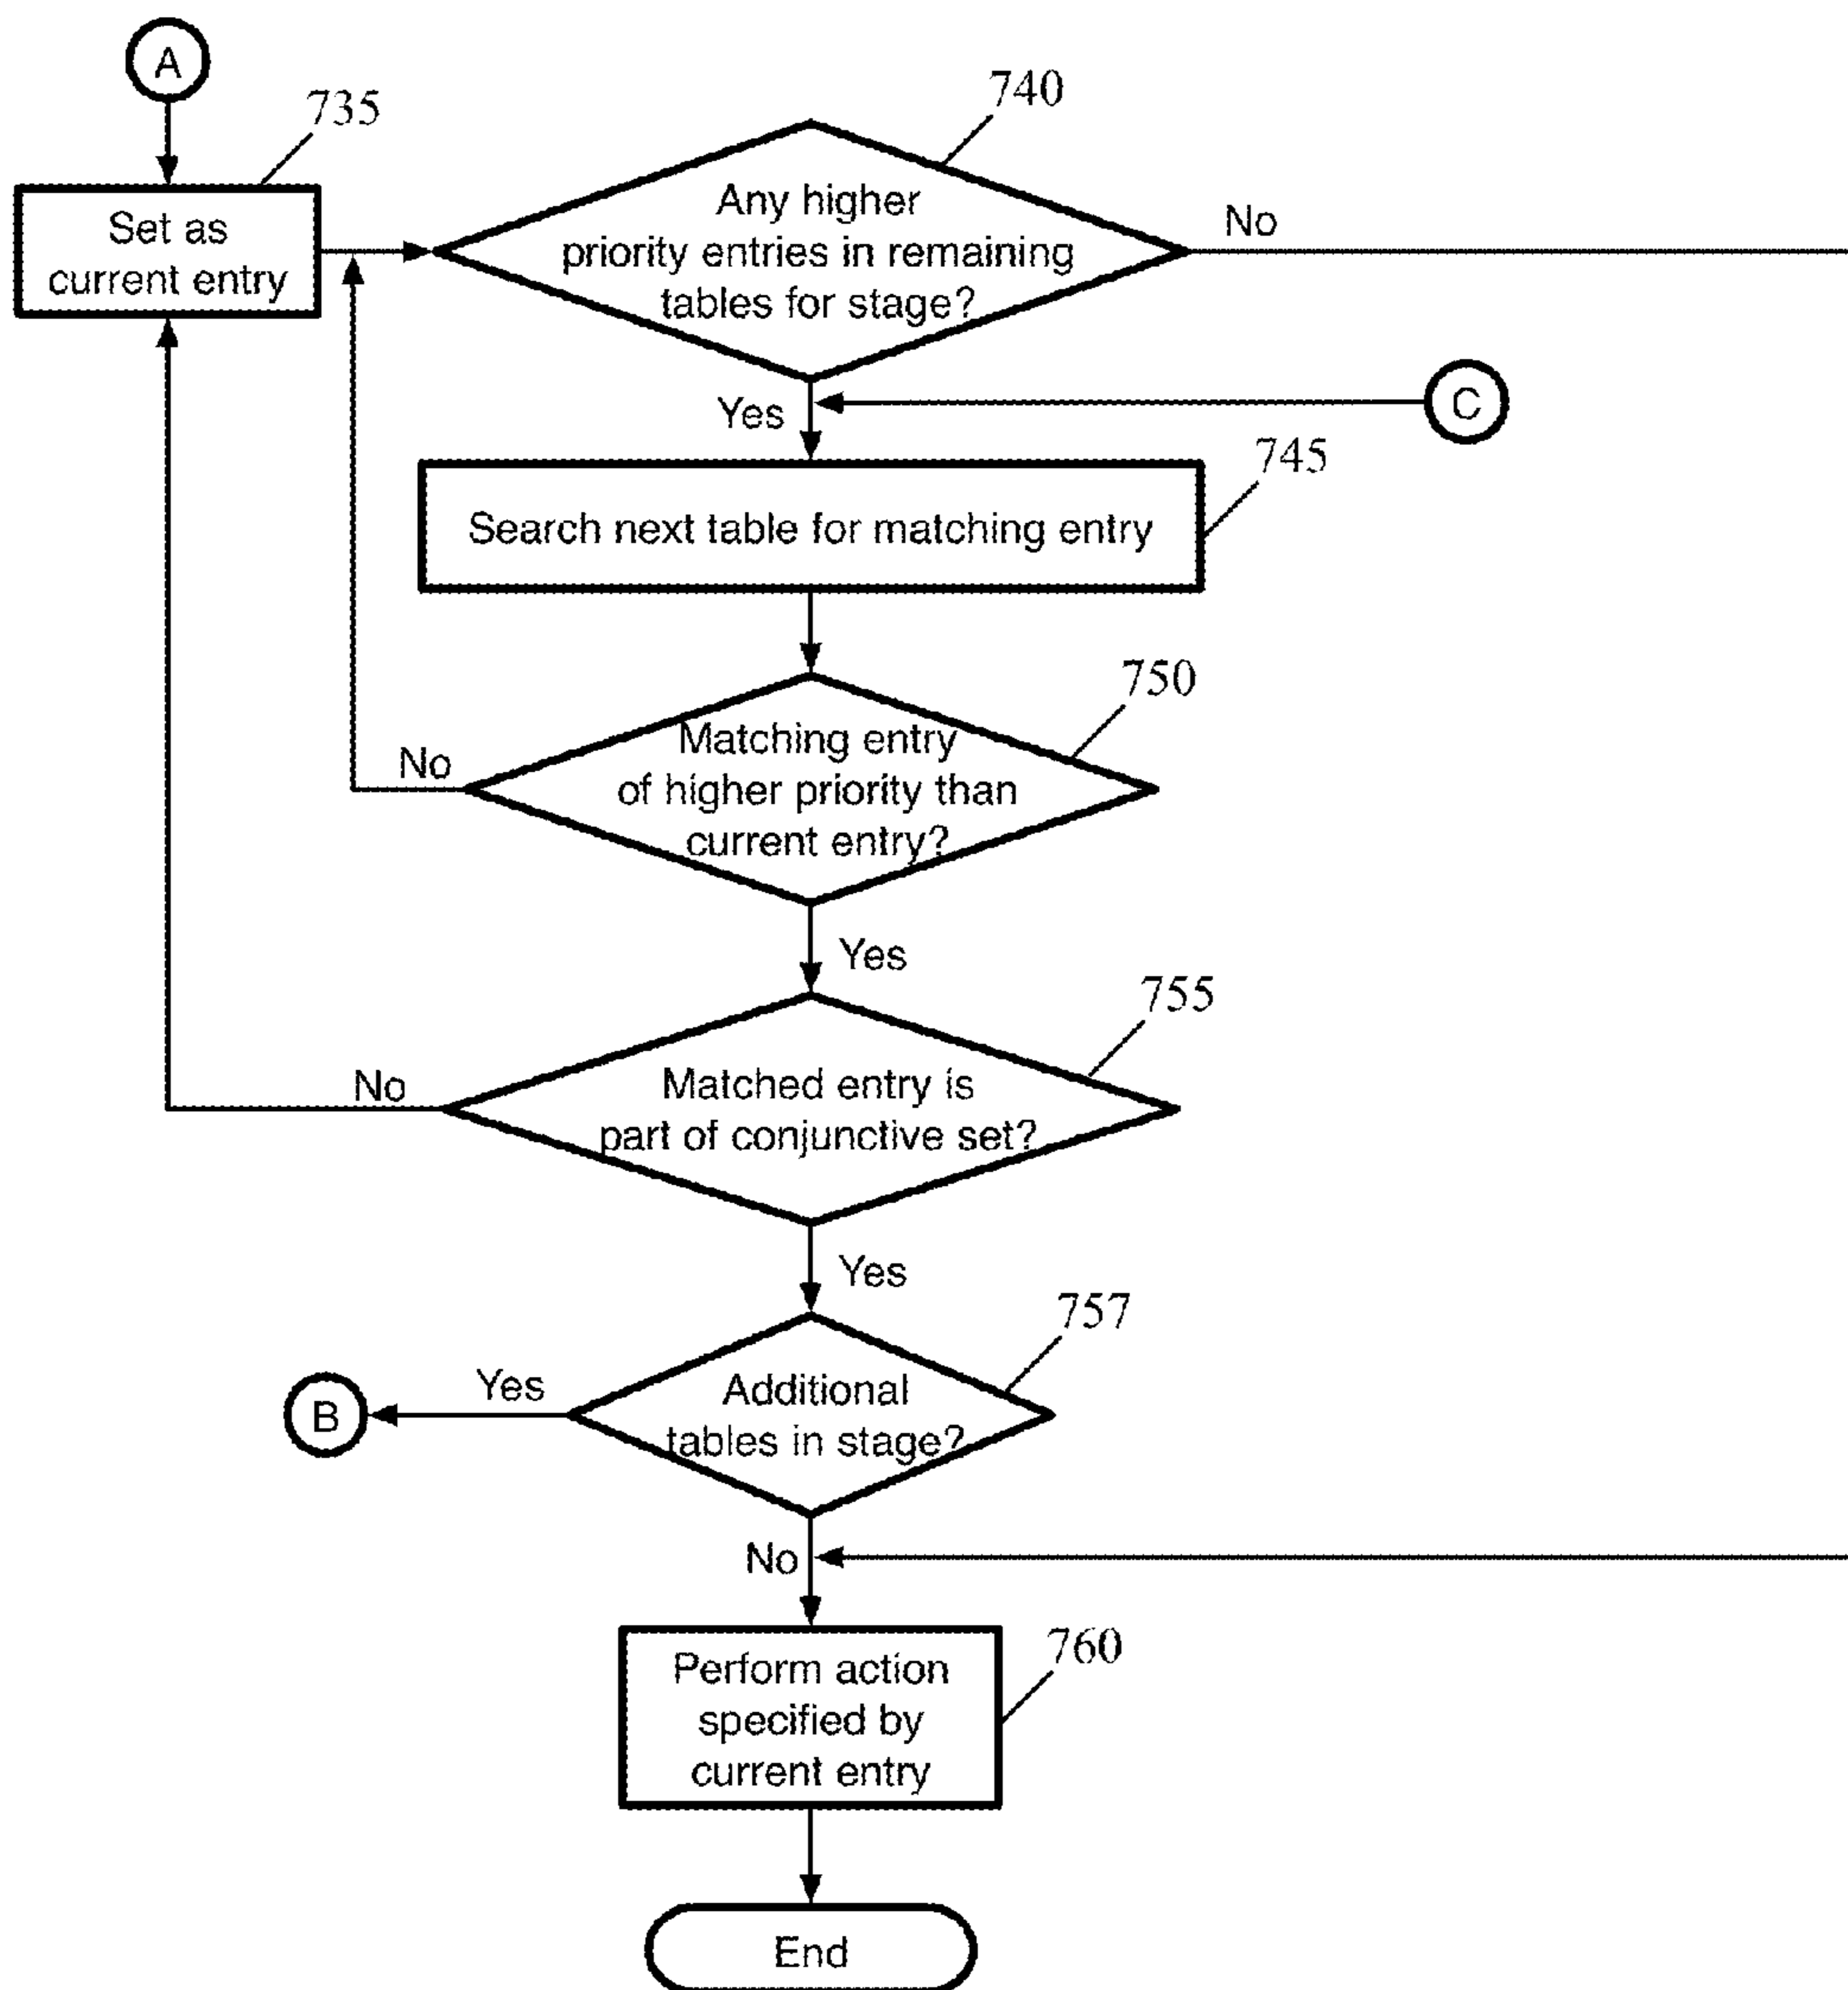 A
735
Set as
current entry
740
Any higher
priority entries in remaining
tables for stage?
No
Yes
C
745
Search next table for matching entry
750
Matching entry
of higher priority than
current entry?
No
Yes
755
Matched entry is
part of conjunctive set?
No
Yes
757
Additional
tables in stage?
Yes
B
No
760
Perform action
specified by
current entry
End